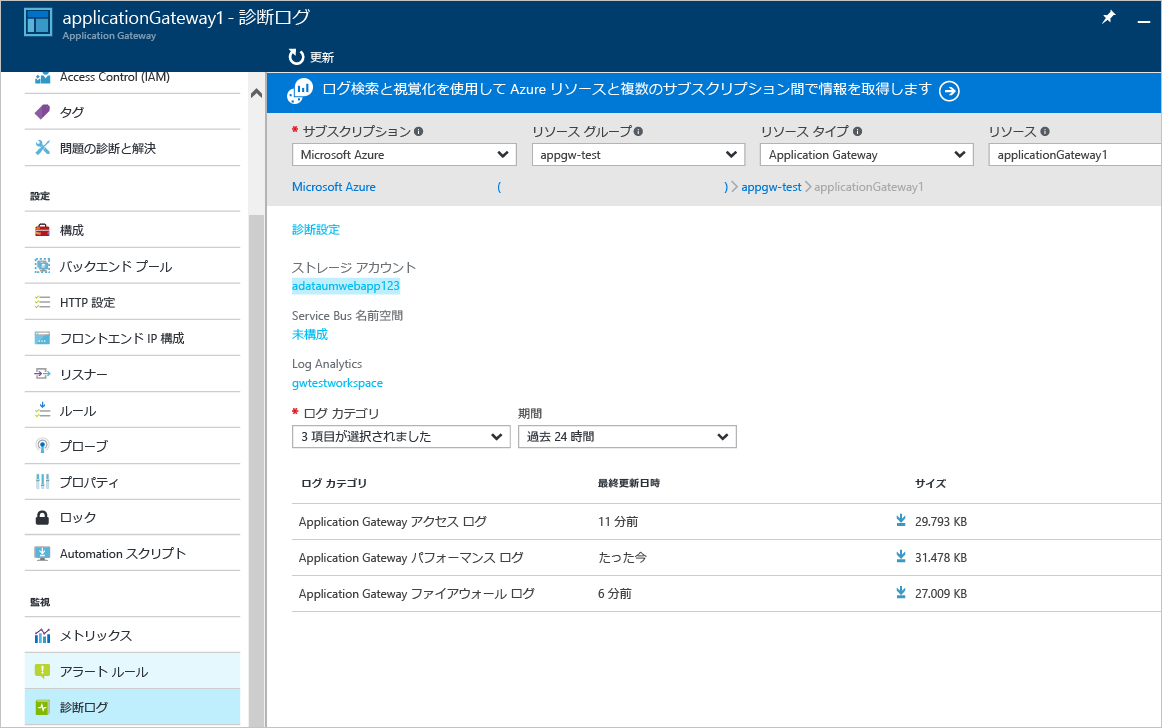 applicationGateway1 - 診断ログ
Application Gateway
更新
Access Control (IAM)
タグ
問題の診断と解決
設定
構成
バックエンド プール
HTTP 設定
フロントエンド IP 構成
リスナー
ルール
プローブ
プロパティ
ロック
Automation スクリプト
監視
メトリックス
アラート ルール
診断ログ
ログ検索と視覚化を使用して Azure リソースと複数のサブスクリプション間で情報を取得します
* サブスクリプション リソース グループ リソース タイプ リソース
Microsoft Azure appgw-test Application Gateway applicationGateway1
Microsoft Azure ( ) > appgw-test > applicationGateway1
診断設定
ストレージ アカウント
adataumwebapp123
Service Bus 名前空間
未構成
Log Analytics
gwtestworkspace
* ログ カテゴリ 期間
3 項目が選択されました 過去 24 時間
ログ カテゴリ 最終更新日時 サイズ
Application Gateway アクセス ログ 11 分前 29.793 KB
Application Gateway パフォーマンス ログ たった今 31.478 KB
Application Gateway ファイアウォール ログ 6 分前 27.009 KB